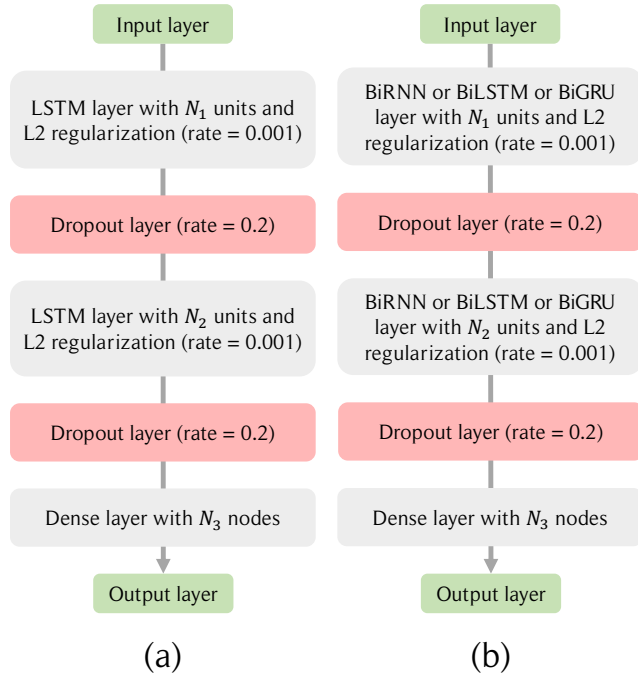 Input layer
LSTM layer with N₁ units and
L2 regularization (rate = 0.001)
Dropout layer (rate = 0.2)
LSTM layer with N₂ units and
L2 regularization (rate = 0.001)
Dropout layer (rate = 0.2)
Dense layer with N₃ nodes
Output layer
(a)
Input layer
BiRNN or BiLSTM or BiGRU
layer with N₁ units and L2
regularization (rate = 0.001)
Dropout layer (rate = 0.2)
BiRNN or BiLSTM or BiGRU
layer with N₂ units and L2
regularization (rate = 0.001)
Dropout layer (rate = 0.2)
Dense layer with N₃ nodes
Output layer
(b)